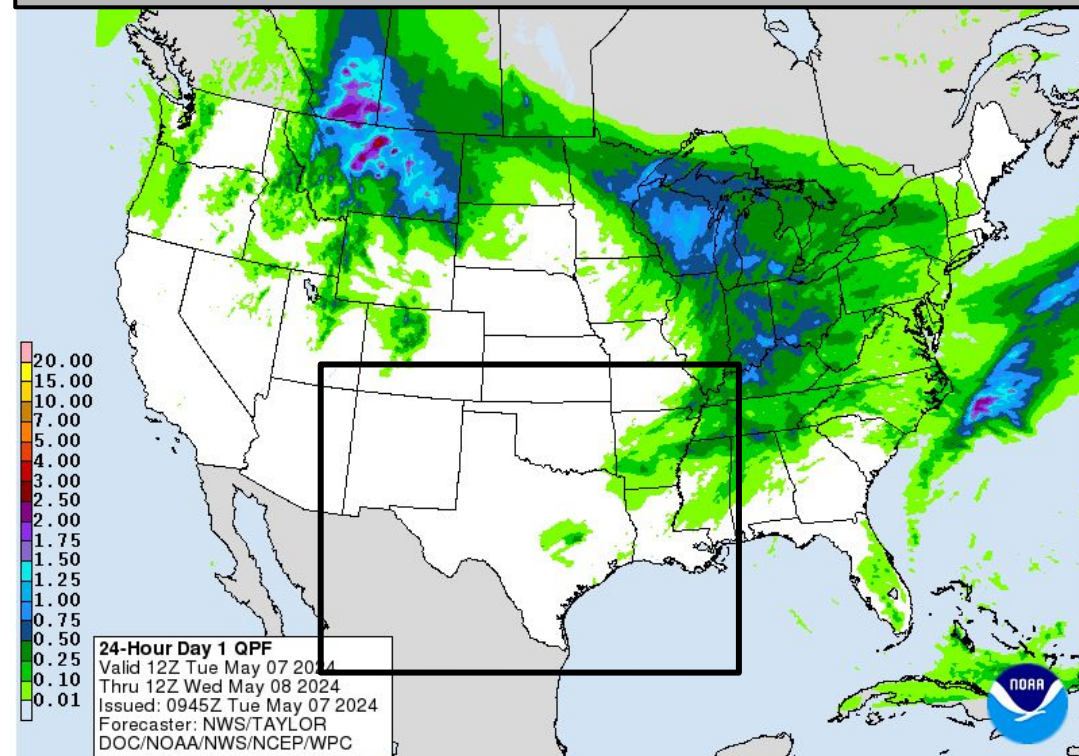 20.00
15.00
10.00
7.00
5.00
4.00
3.00
2.50
2.00
1.75
1.50
1.25
1.00
0.75
0.50
0.25
0.10
0.01
24-Hour Day 1 QPF
Valid 12Z Tue May 07 2024
Thru 12Z Wed May 08 2024
Issued: 0945Z Tue May 07 2024
Forecaster: NWS/TAYLOR
DOC/NOAA/NWS/NCEP/WPC
NOAA